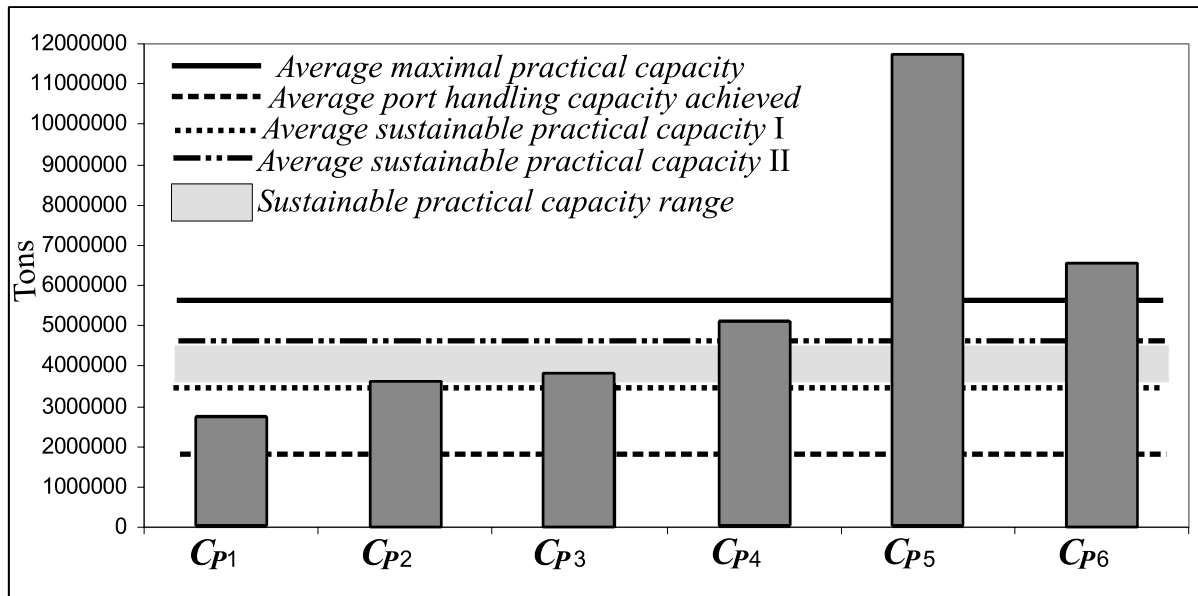 12000000
11000000
10000000
9000000
8000000
7000000
6000000
5000000
4000000
3000000
2000000
1000000
0
Tons
Average maximal practical capacity
Average port handling capacity achieved
Average sustainable practical capacity I
Average sustainable practical capacity II
Sustainable practical capacity range
CP1 CP2 CP3 CP4 CP5 CP6